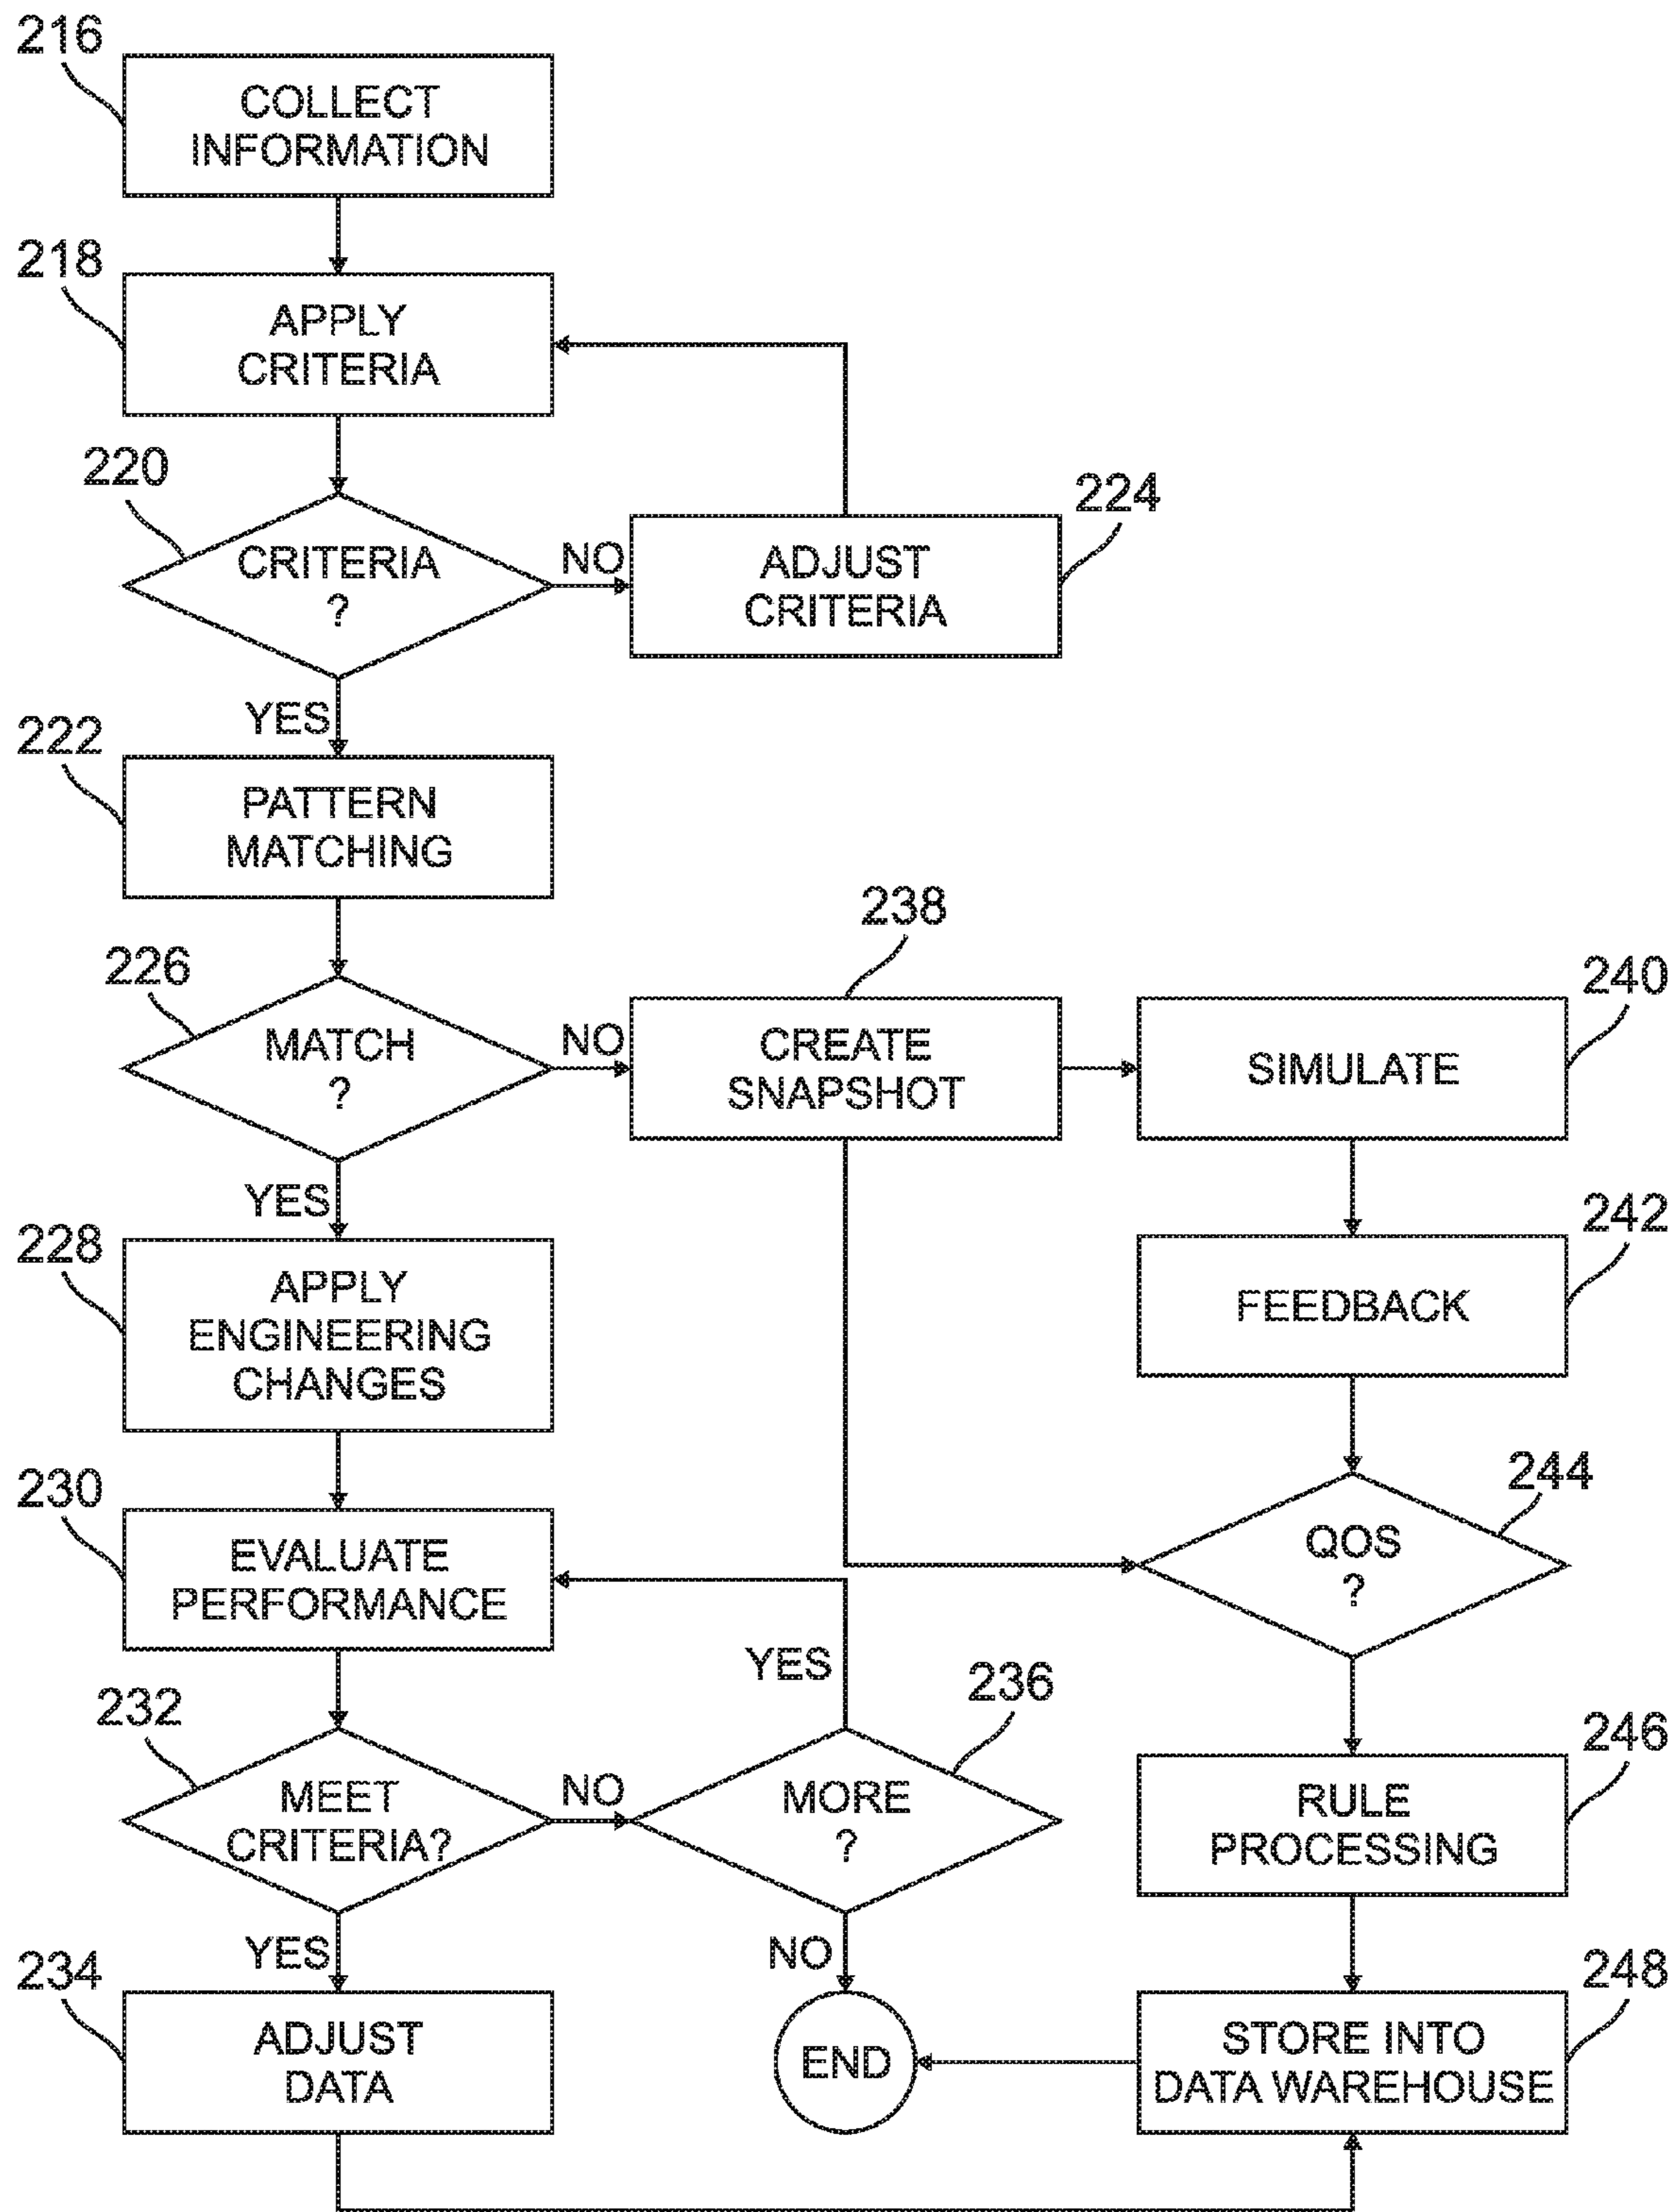 216
COLLECT
INFORMATION
218
APPLY
CRITERIA
220
CRITERIA
?
NO
224
ADJUST
CRITERIA
YES
222
PATTERN
MATCHING
226
MATCH
?
NO
238
CREATE
SNAPSHOT
240
SIMULATE
YES
228
APPLY
ENGINEERING
CHANGES
242
FEEDBACK
230
EVALUATE
PERFORMANCE
244
QOS
?
232
MEET
CRITERIA?
NO
YES
236
MORE
?
246
RULE
PROCESSING
YES
234
ADJUST
DATA
NO
END
248
STORE INTO
DATA WAREHOUSE